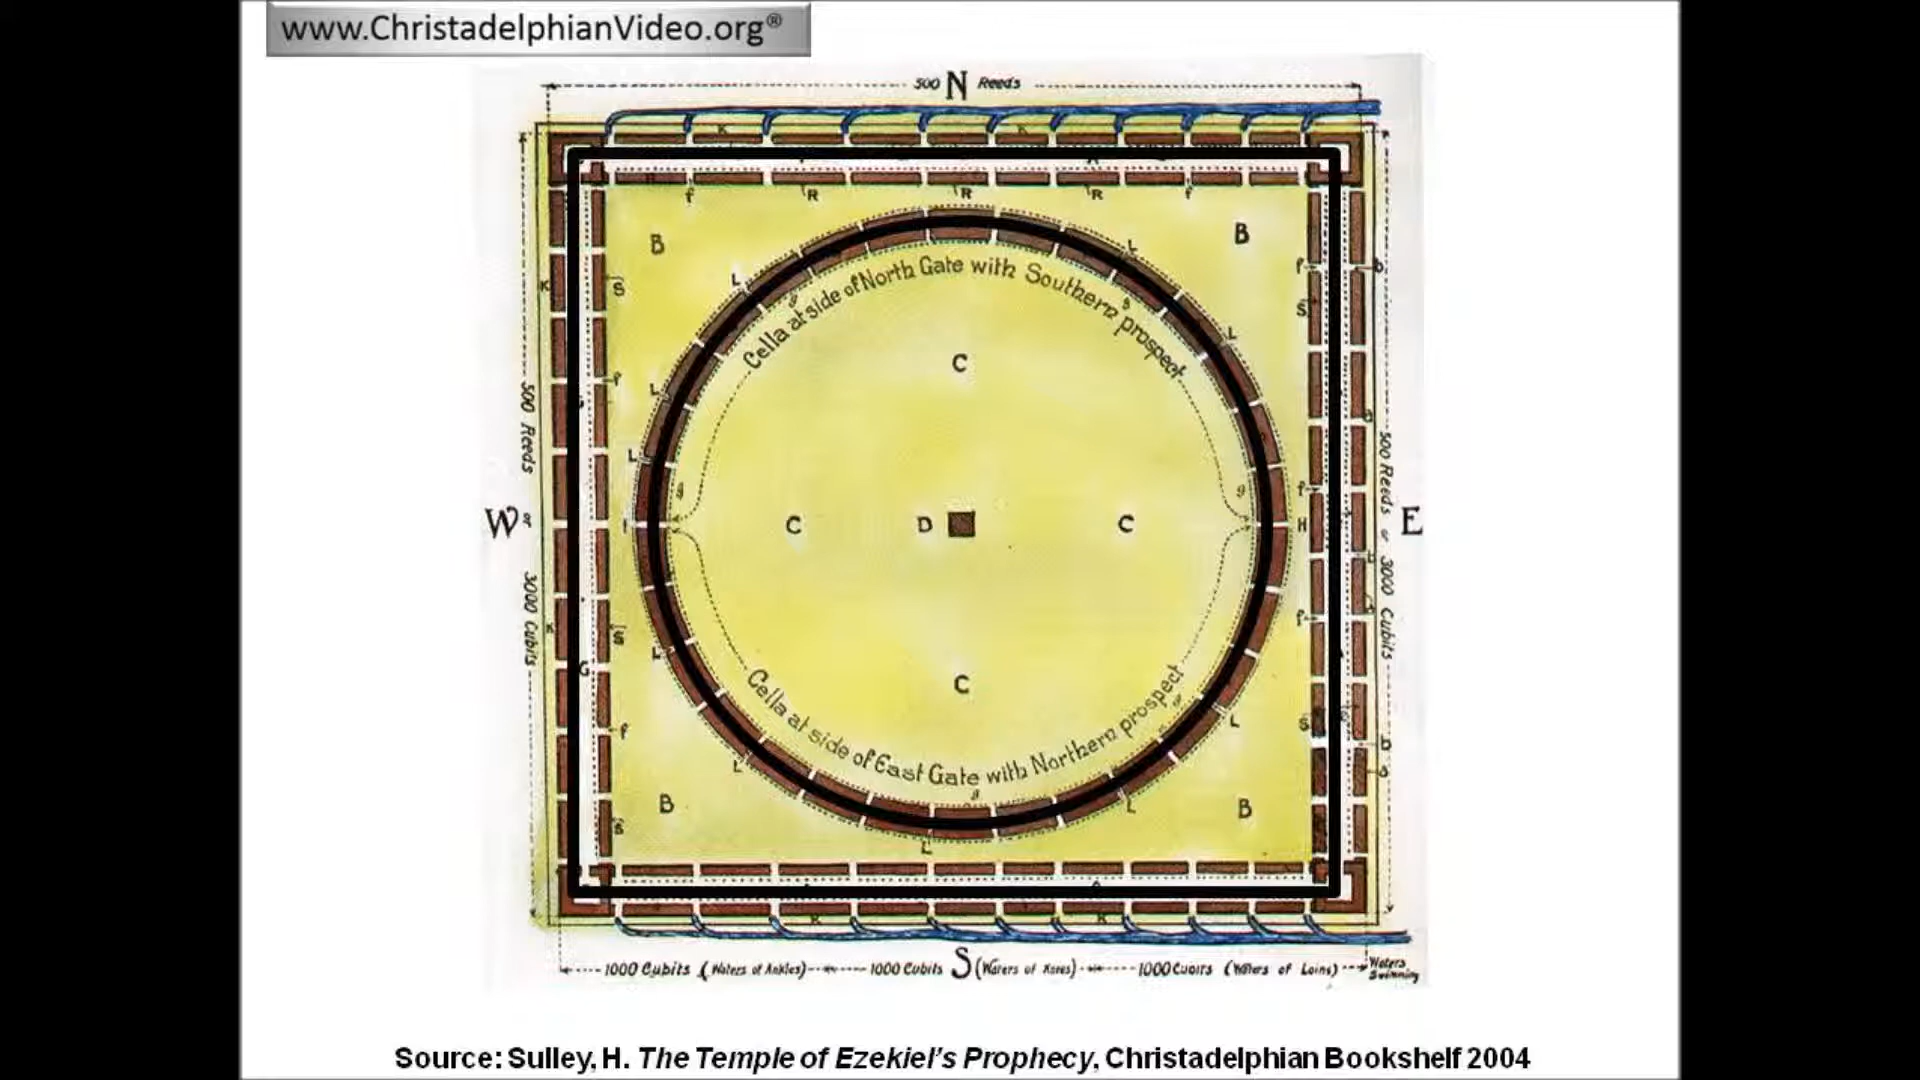 www.ChristadelphianVideo.org®
500 N Reeds
K K
f R R R f
B B
L L
Cella at side of North Gate with Southern prospect
K S f b
S
L L
C
f L
500 Reeds or 3000 Cubits
500 Reeds or 3000 Cubits
L
g g f
W I C D C H E
f
K S
L
G
C
f S
L
Cella at side of East Gate with Northern prospect
L L
g
B B
S
L
K K
1000 Cubits (Waters of Ankles) 1000 Cubits S (Waters of Knees) 1000 Cubits (Waters of Loins) Waters Swimming
Source: Sulley, H. The Temple of Ezekiel's Prophecy, Christadelphian Bookshelf 2004